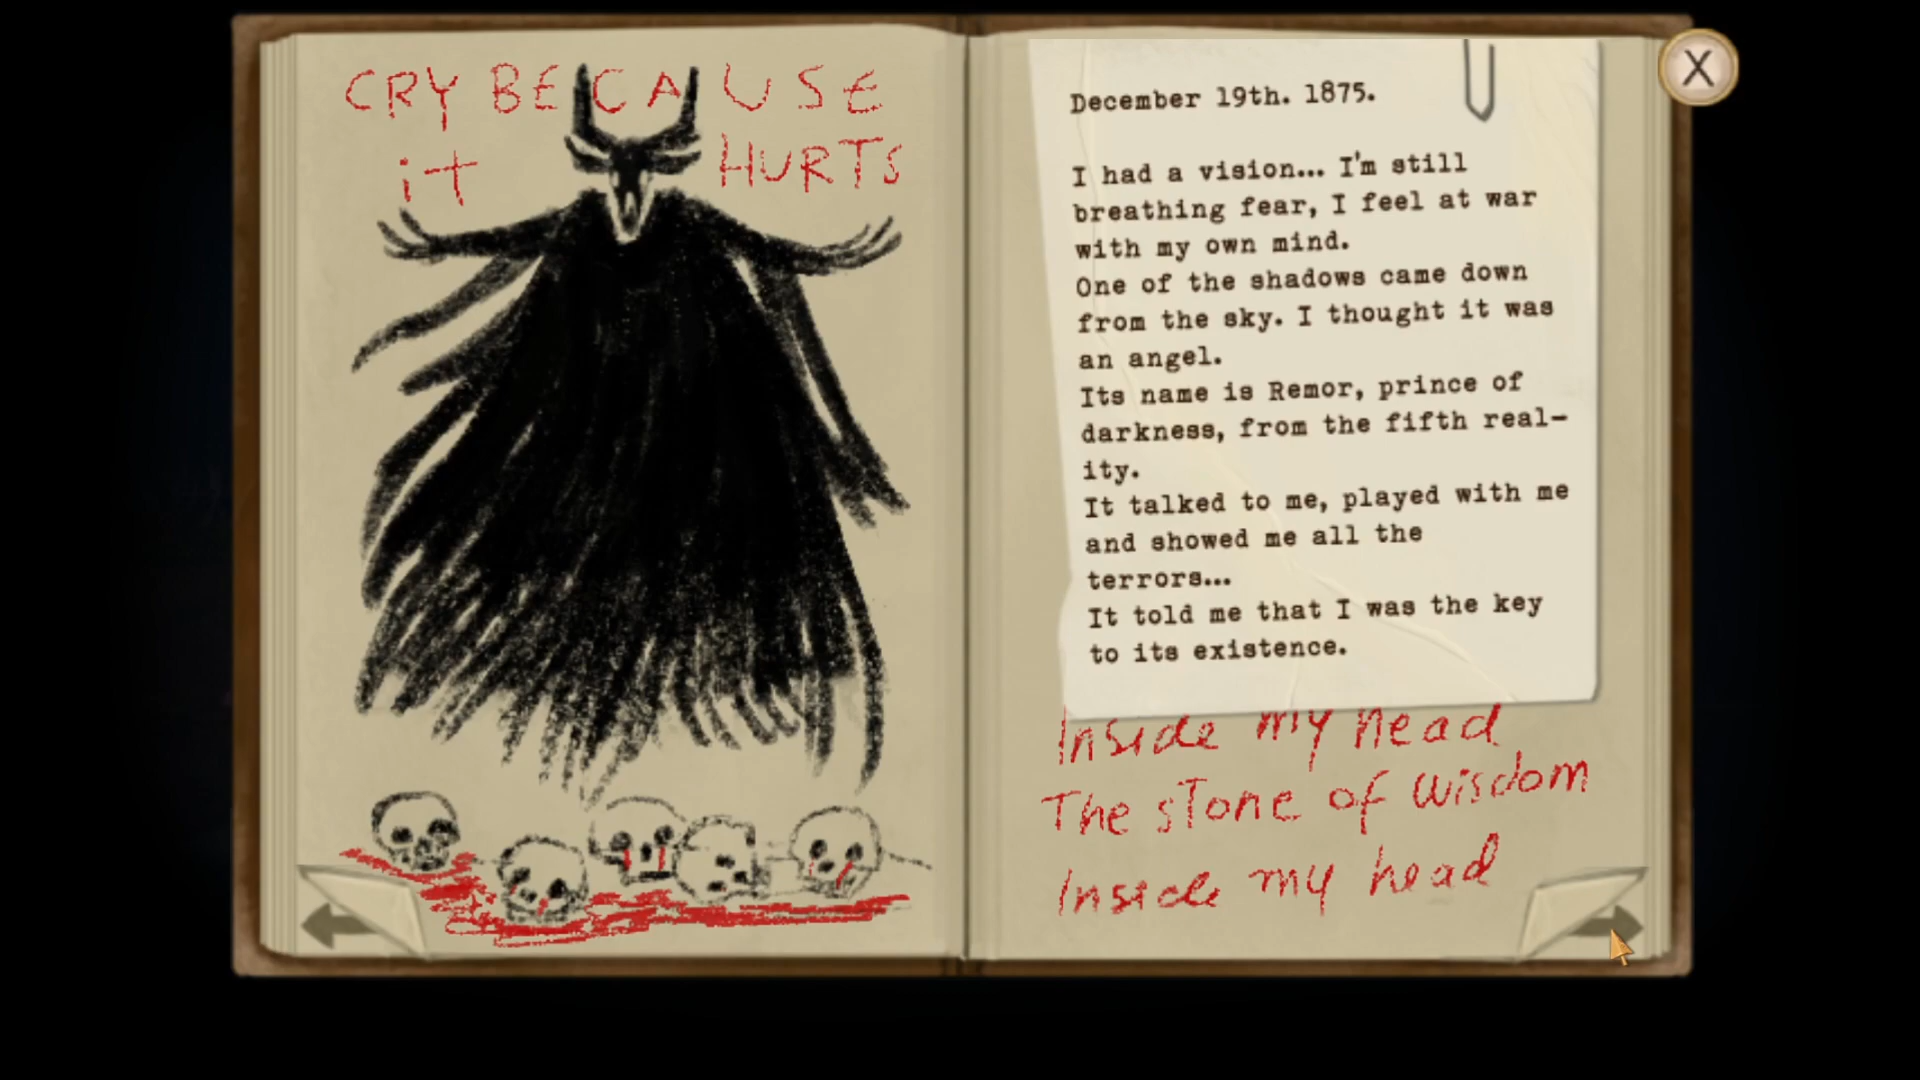 CRY BECAUSE
it HURTS
December 19th. 1875.
I had a vision... I'm still
breathing fear, I feel at war
with my own mind.
One of the shadows came down
from the sky. I thought it was
an angel.
Its name is Remor, prince of
darkness, from the fifth real-
ity.
It talked to me, played with me
and showed me all the
terrors...
It told me that I was the key
to its existence.
Inside my head
The stone of wisdom
Inside my head
X